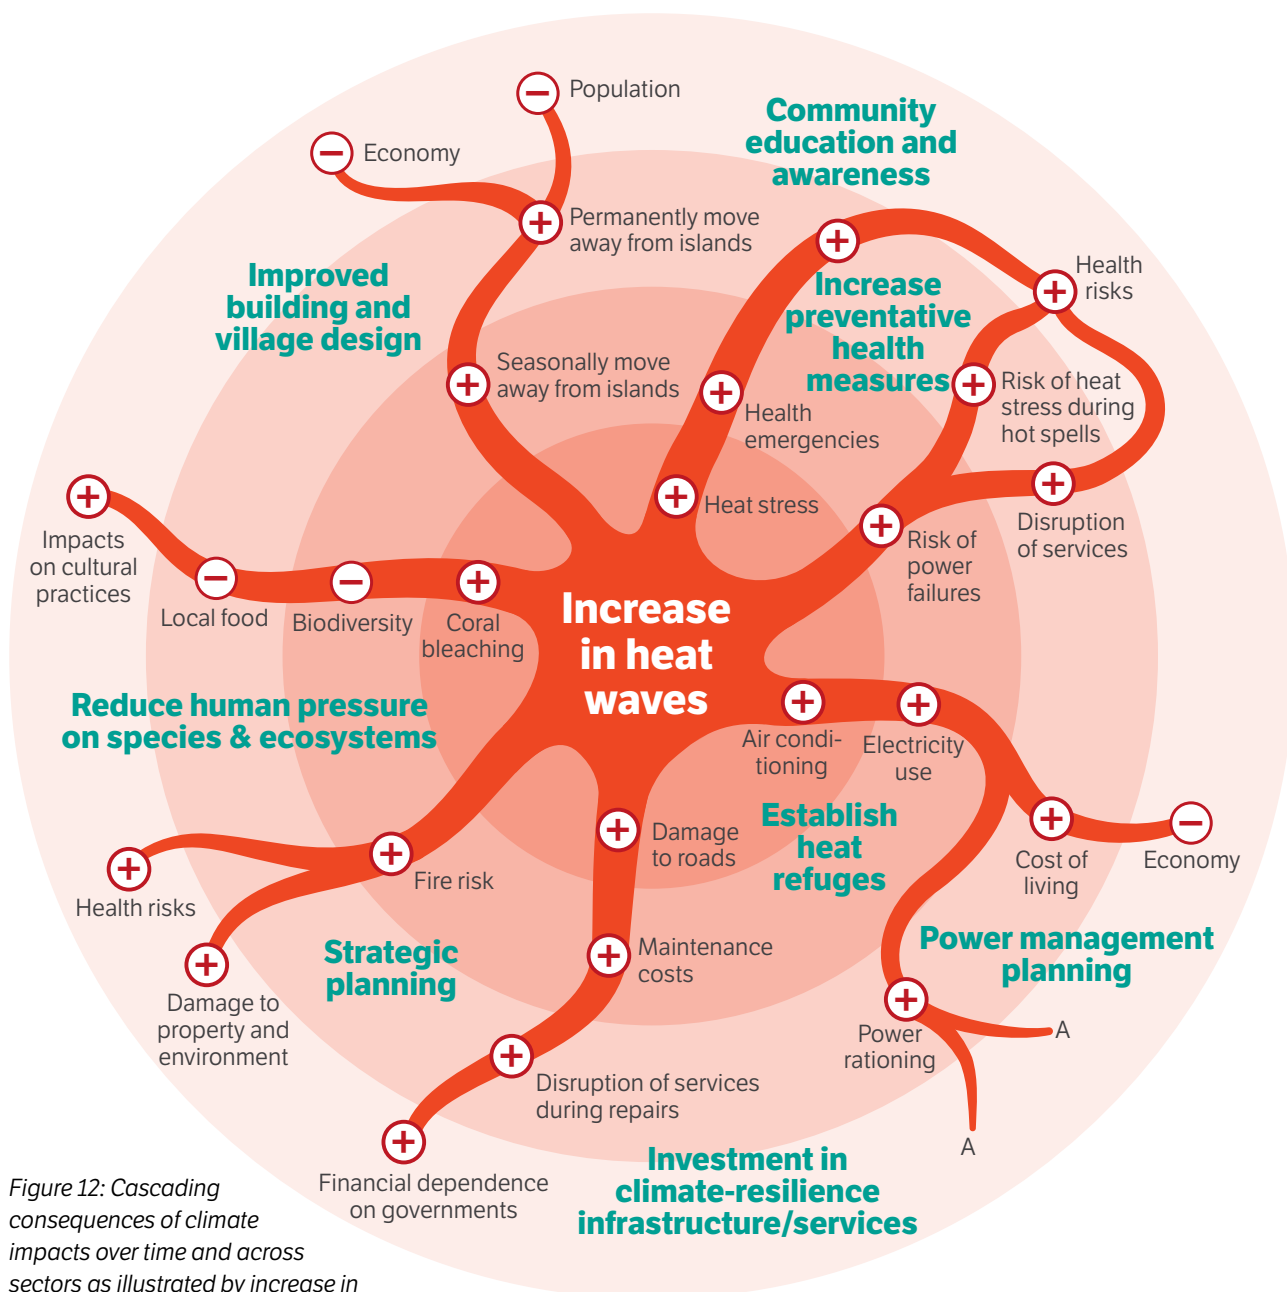 Population
Economy
Community
education and
awareness
Permanently move
away from islands
Improved
building and
village design
Health
risks
Increase
preventative
health
measures
Seasonally move
away from islands
Risk of heat
stress during
hot spells
Health
emergencies
Heat stress
Impacts
on cultural
practices
Local food
Biodiversity
Coral
bleaching
Risk of
power
failures
Disruption
of services
Increase
in heat
waves
Reduce human pressure
on species & ecosystems
Air condi-
tioning
Electricity
use
Establish
heat
refuges
Cost of
living
Economy
Damage
to roads
Fire risk
Health risks
Strategic
planning
Damage to
property and
environment
Maintenance
costs
Power management
planning
Power
rationing
A
A
Disruption of services
during repairs
Financial dependence
on governments
Investment in
climate-resilience
infrastructure/services
Figure 12: Cascading
consequences of climate
impacts over time and across
sectors as illustrated by increase in